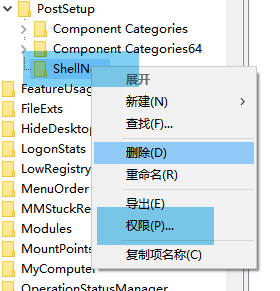 PostSetup
Component Categories
Component Categories64
ShellNe
FeatureUsag
FileExts
HideDesktop
LogonStats
LowRegistry
MenuOrder
MMStuckRe
Modules
MountPoints
MyComputer
OperationStatusManager
展开
新建(N)
查找(F)...
删除(D)
重命名(R)
导出(E)
权限(P)...
复制项名称(C)